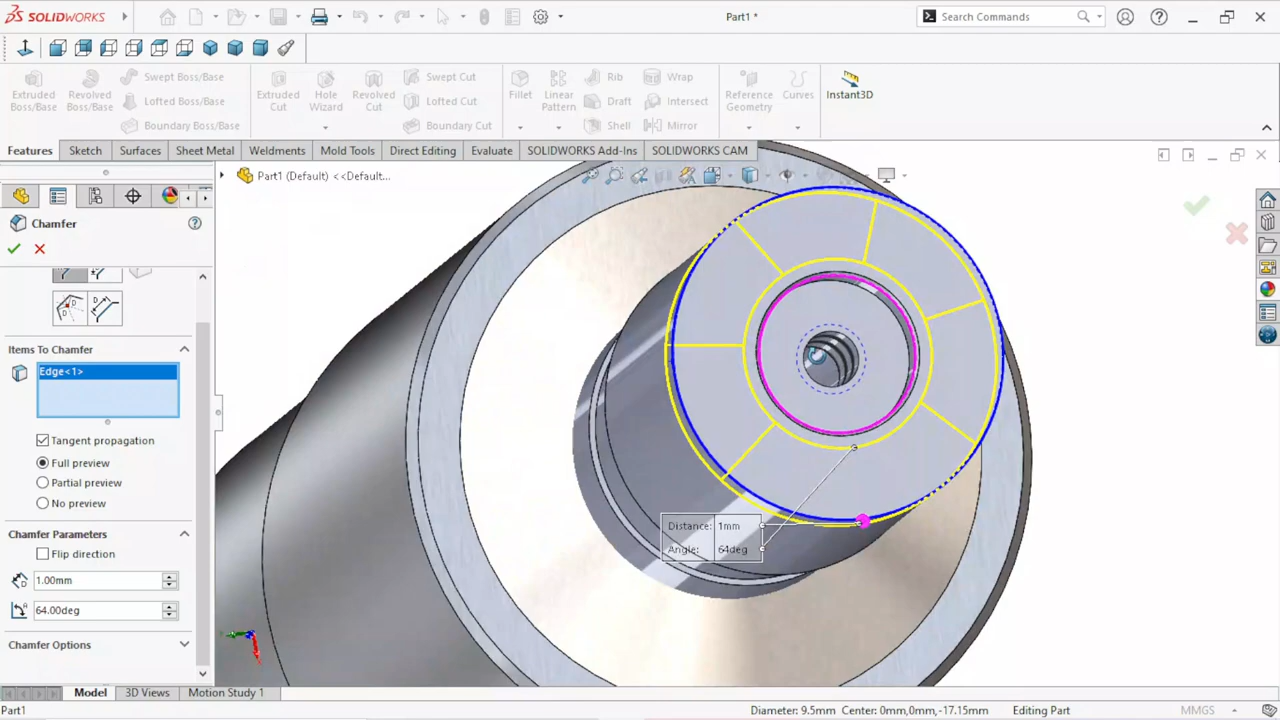 SOLIDWORKS
Part1 *
Search Commands
Extruded Boss/Base
Revolved Boss/Base
Swept Boss/Base
Lofted Boss/Base
Boundary Boss/Base
Extruded Cut
Hole Wizard
Revolved Cut
Swept Cut
Lofted Cut
Boundary Cut
Fillet
Linear Pattern
Rib
Draft
Shell
Wrap
Intersect
Mirror
Reference Geometry
Curves
Instant3D
Features
Sketch
Surfaces
Sheet Metal
Weldments
Mold Tools
Direct Editing
Evaluate
SOLIDWORKS Add-Ins
SOLIDWORKS CAM
Part1 (Default) <<Default...
Chamfer
Items To Chamfer
Edge<1>
Tangent propagation
Full preview
Partial preview
No preview
Chamfer Parameters
Flip direction
1.00mm
64.00deg
Chamfer Options
Distance: 1mm
Angle: 64deg
Model
3D Views
Motion Study 1
Part1
Diameter: 9.5mm Center: 0mm,0mm,-17.15mm
Editing Part
MMGS